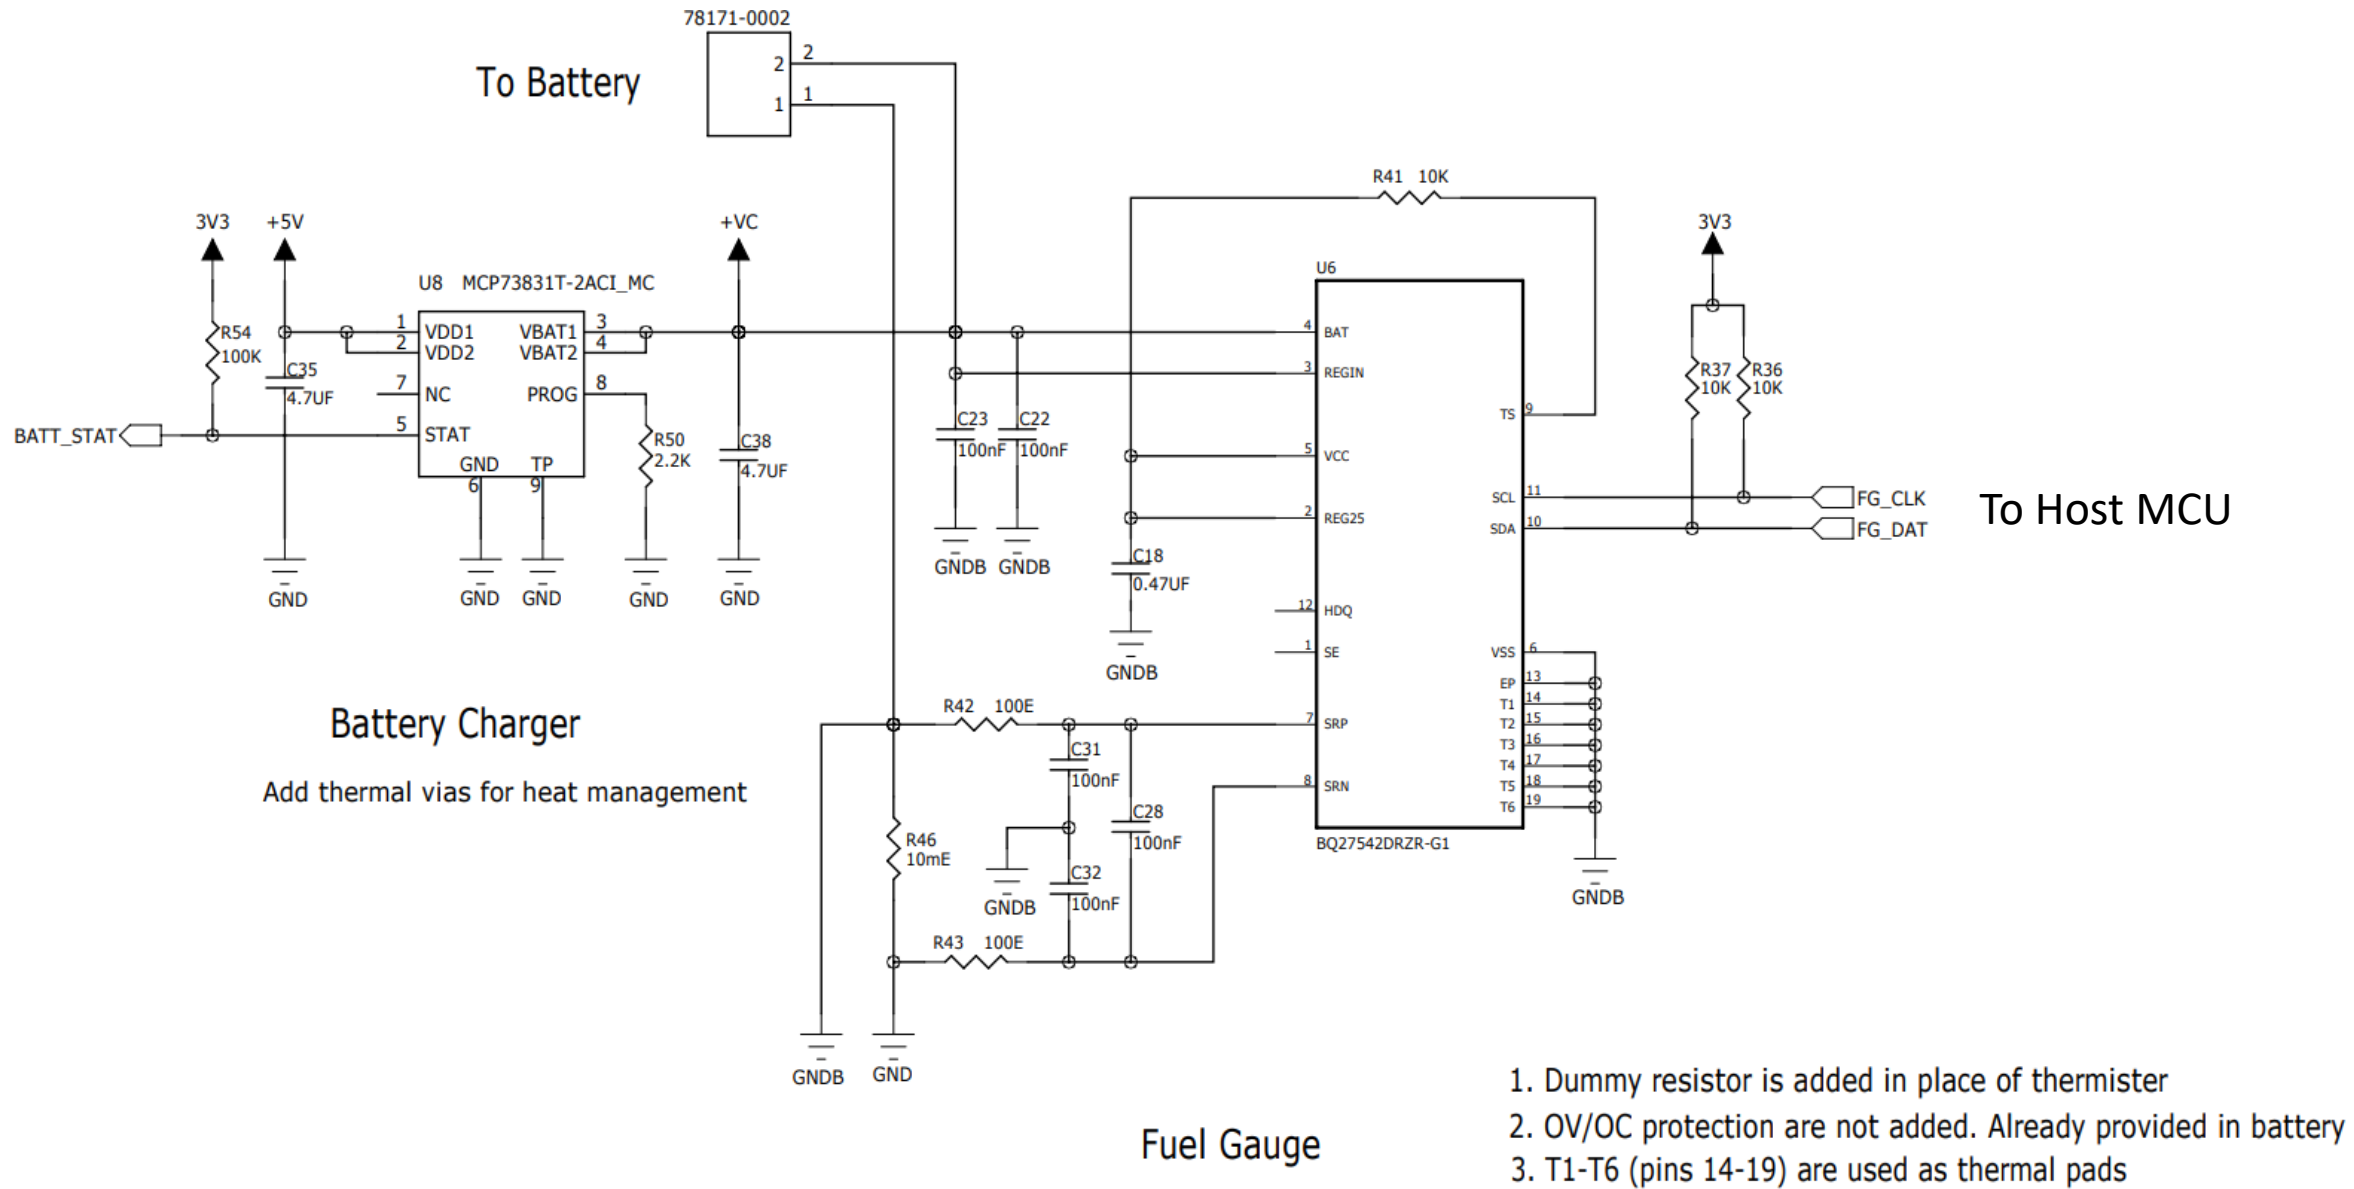 78171-0002
To Battery
2
2
1
1
R41 10K
3V3
+5V
+VC
3V3
U8 MCP73831T-2ACI_MC
U6
R54
100K
1
VDD1
2
VDD2
7
NC
5
STAT
VBAT1
3
VBAT2
4
PROG
8
GND
TP
6
9
C35
4.7UF
BATT_STAT
R50
2.2K
C38
4.7UF
C23
100nF
C22
100nF
GND
GND
GND
GND
GND
GNDB
GNDB
4
BAT
3
REGIN
5
VCC
2
REG25
12
HDQ
1
SE
7
SRP
8
SRN
TS
9
SCL
11
SDA
10
VSS
6
EP
13
T1
14
T2
15
T3
16
T4
17
T5
18
T6
19
BQ27542DRZR-G1
R37
10K
R36
10K
FG_CLK
FG_DAT
To Host MCU
C18
0.47UF
GNDB
Battery Charger
Add thermal vias for heat management
R42 100E
C31
100nF
C28
100nF
R46
10mE
C32
100nF
GNDB
R43 100E
GNDB
GNDB
GND
Fuel Gauge
1. Dummy resistor is added in place of thermister
2. OV/OC protection are not added. Already provided in battery
3. T1-T6 (pins 14-19) are used as thermal pads